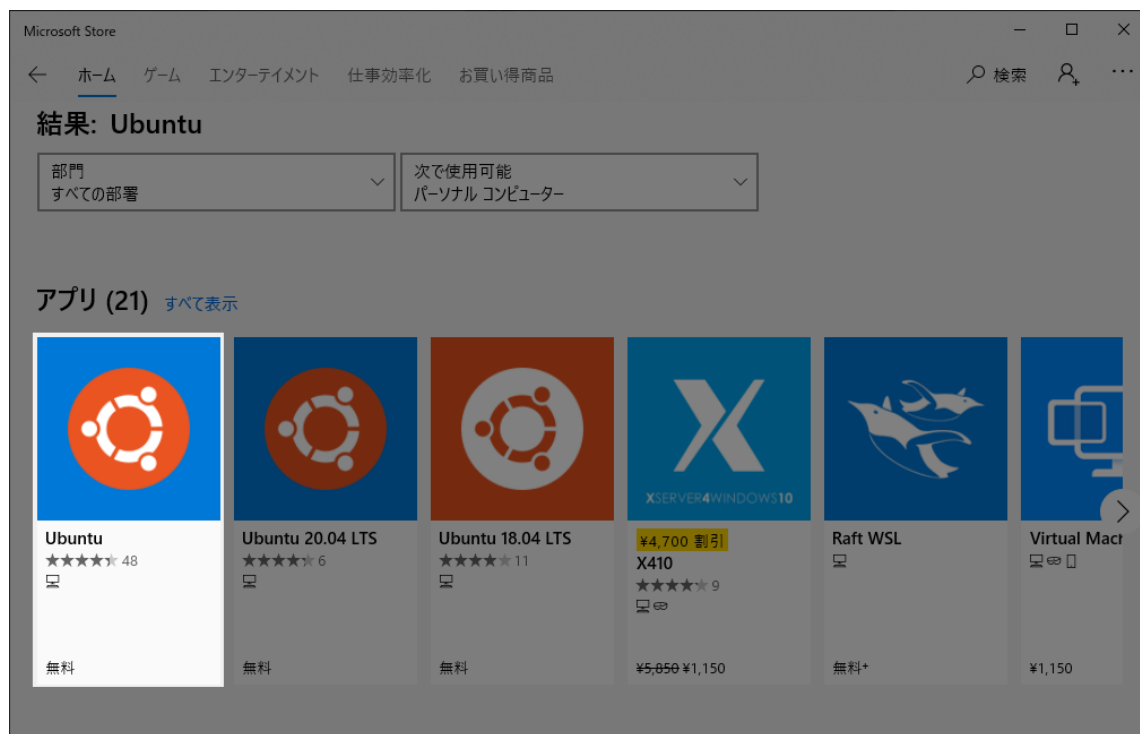 Microsoft Store
ホーム ゲーム エンターテイメント 仕事効率化 お買い得商品 検索
結果: Ubuntu
部門
すべての部署
次で使用可能
パーソナル コンピューター
アプリ (21) すべて表示
XSERVER4WINDOWS10
Ubuntu
48
無料
Ubuntu 20.04 LTS
6
無料
Ubuntu 18.04 LTS
11
無料
¥4,700 割引
X410
9
¥5,850 ¥1,150
Raft WSL
無料+
Virtual
¥1,150